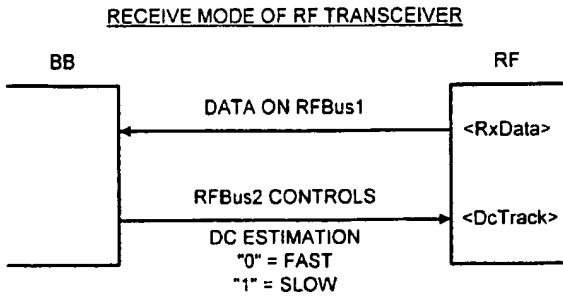 RECEIVE MODE OF RF TRANSCEIVER
BB
RF
DATA ON RFBus1
<RxData>
RFBus2 CONTROLS
<DcTrack>
DC ESTIMATION
"0" = FAST
"1" = SLOW